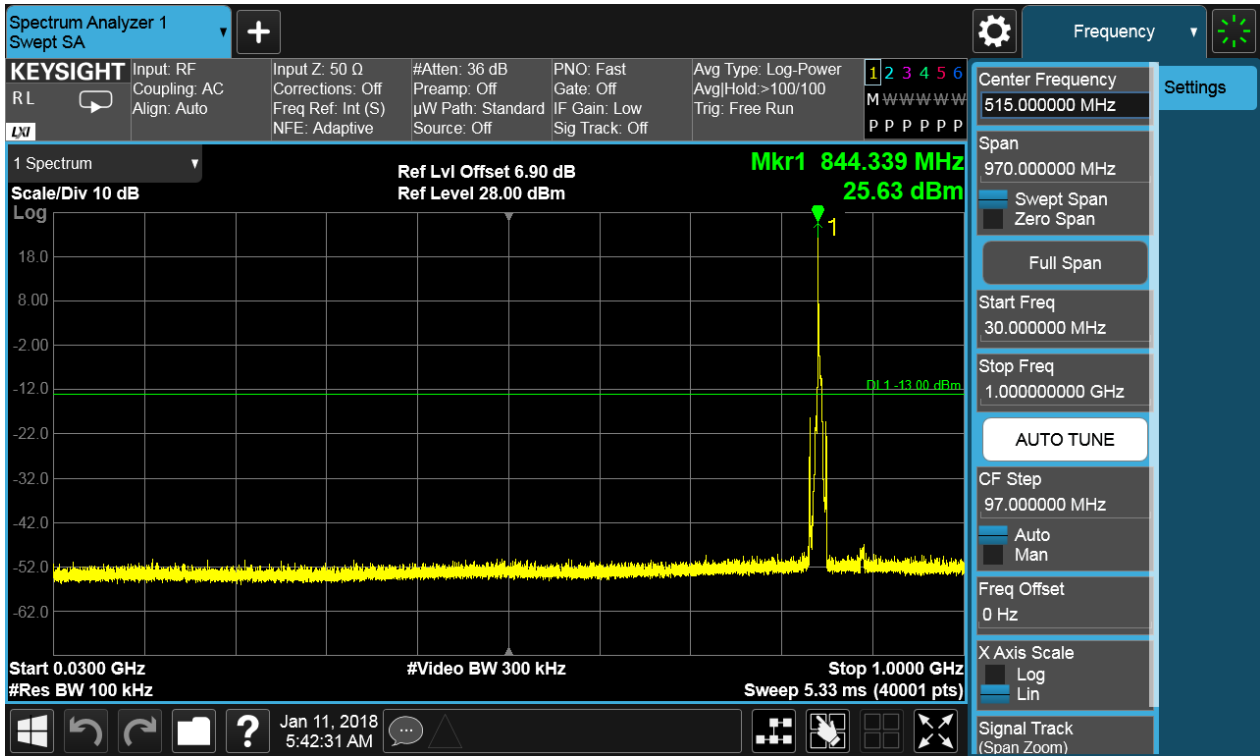 Spectrum Analyzer 1
Swept SA
+
Frequency
KEYSIGHT
R L
LXI
Input: RF
Coupling: AC
Align: Auto
Input Z: 50 Ω
Corrections: Off
Freq Ref: Int (S)
NFE: Adaptive
#Atten: 36 dB
Preamp: Off
µW Path: Standard
Source: Off
PNO: Fast
Gate: Off
IF Gain: Low
Sig Track: Off
Avg Type: Log-Power
Avg|Hold:>100/100
Trig: Free Run
1 2 3 4 5 6
M W W W W W
P P P P P P
1 Spectrum
Scale/Div 10 dB
Ref Lvl Offset 6.90 dB
Ref Level 28.00 dBm
Mkr1 844.339 MHz
25.63 dBm
Log
1
18.0
8.00
-2.00
-12.0
DL1 -13.00 dBm
-22.0
-32.0
-42.0
-52.0
-62.0
Start 0.0300 GHz
#Res BW 100 kHz
#Video BW 300 kHz
Stop 1.0000 GHz
Sweep 5.33 ms (40001 pts)
?
Jan 11, 2018
5:42:31 AM
Center Frequency
515.000000 MHz
Span
970.000000 MHz
Swept Span
Zero Span
Full Span
Start Freq
30.000000 MHz
Stop Freq
1.000000000 GHz
AUTO TUNE
CF Step
97.000000 MHz
Auto
Man
Freq Offset
0 Hz
X Axis Scale
Log
Lin
Signal Track
(Span Zoom)
Settings